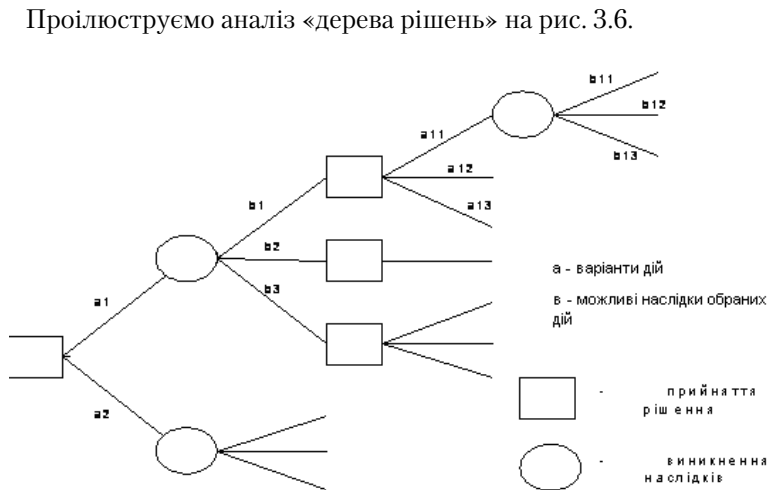 Проілюструємо аналіз «дерева рішень» на рис. 3.6.
b11
b12
b13
a11
a12
a13
b1
b2
b3
a1
a2
а - варіанти дій
в - можливі наслідки обраних
дій
- прийнаття
рішення
- виникнення
наслідків